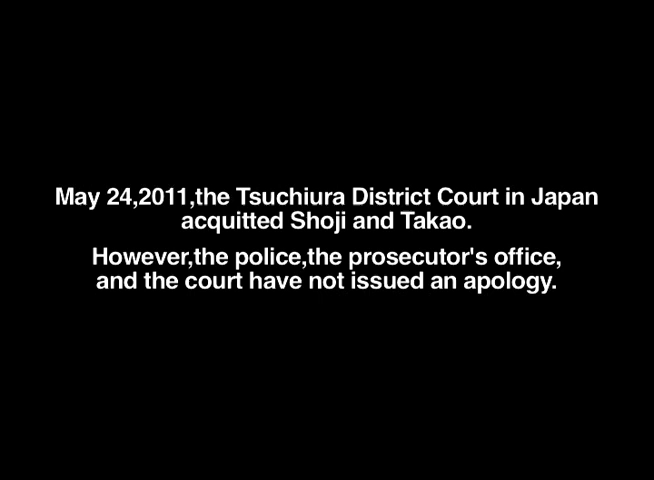 May 24,2011,the Tsuchiura District Court in Japan
acquitted Shoji and Takao.
However,the police,the prosecutor's office,
and the court have not issued an apology.